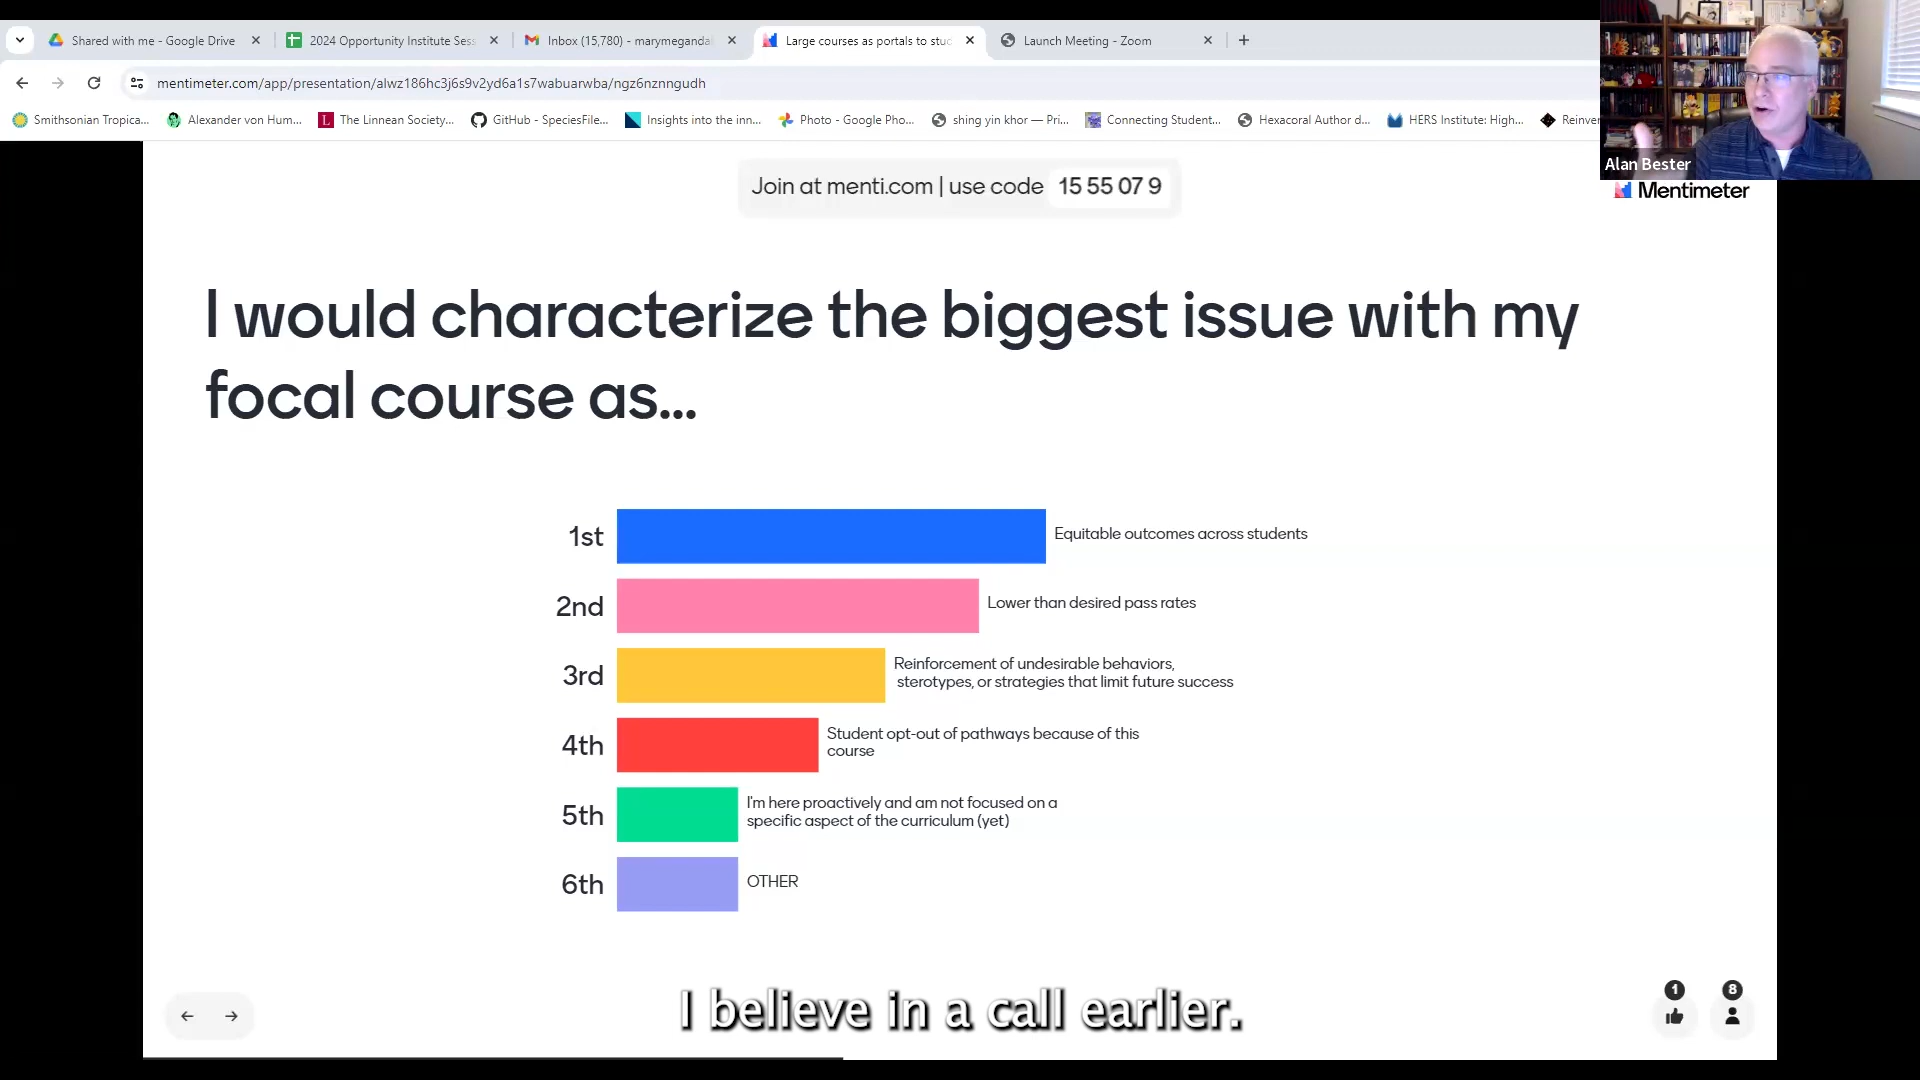 Shared with me - Google Drive
2024 Opportunity Institute Sess
Inbox (15,780) - marymeganda
Large courses as portals to stud
Launch Meeting - Zoom
mentimeter.com/app/presentation/alwz186hc3j6s9v2yd6a1s7wabuarwba/ngz6nznngudh
Smithsonian Tropica...
Alexander von Hum...
The Linnean Society...
GitHub - SpeciesFile...
Insights into the inn...
Photo - Google Pho...
shing yin khor — Pri...
Connecting Student...
Hexacoral Author d...
HERS Institute: High...
Reinver
Alan Bester
Join at menti.com | use code 15 55 07 9
Mentimeter
I would characterize the biggest issue with my
focal course as...
1st
Equitable outcomes across students
2nd
Lower than desired pass rates
3rd
Reinforcement of undesirable behaviors,
sterotypes, or strategies that limit future success
4th
Student opt-out of pathways because of this
course
5th
I'm here proactively and am not focused on a
specific aspect of the curriculum (yet)
6th
OTHER
I believe in a call earlier.
1
8